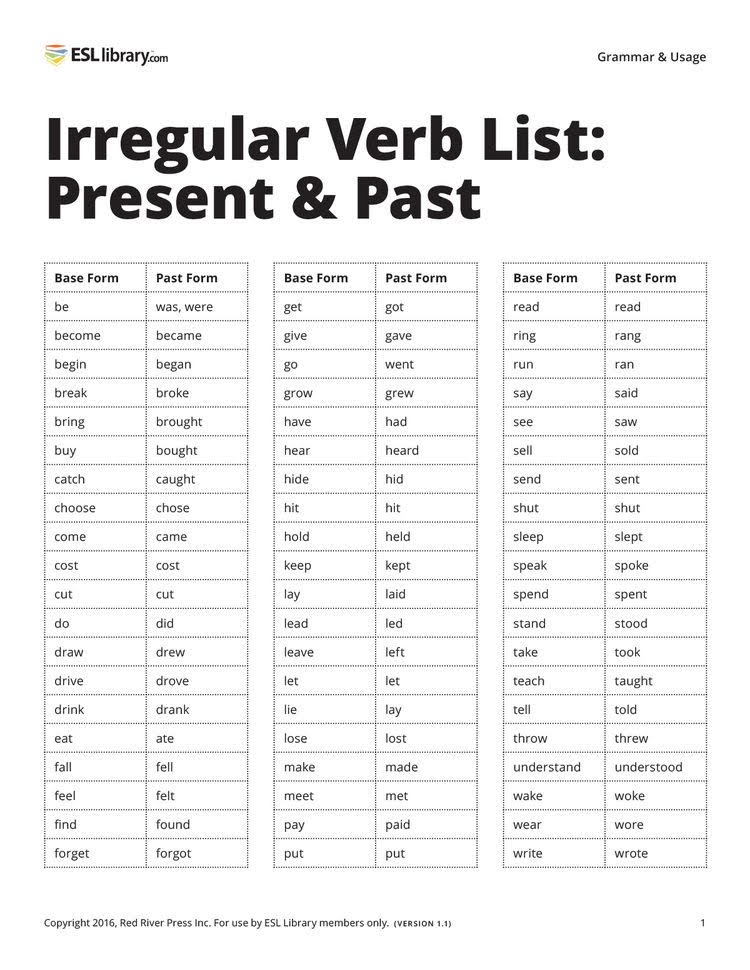 ESLlibrary.com
Grammar & Usage
Irregular Verb List:
Present & Past
Base Form Past Form
be was, were
become became
begin began
break broke
bring brought
buy bought
catch caught
choose chose
come came
cost cost
cut cut
do did
draw drew
drive drove
drink drank
eat ate
fall fell
feel felt
find found
forget forgot
Base Form Past Form
get got
give gave
go went
grow grew
have had
hear heard
hide hid
hit hit
hold held
keep kept
lay laid
lead led
leave left
let let
lie lay
lose lost
make made
meet met
pay paid
put put
Base Form Past Form
read read
ring rang
run ran
say said
see saw
sell sold
send sent
shut shut
sleep slept
speak spoke
spend spent
stand stood
take took
teach taught
tell told
throw threw
understand understood
wake woke
wear wore
write wrote
Copyright 2016, Red River Press Inc. For use by ESL Library members only. (VERSION 1.1)
1